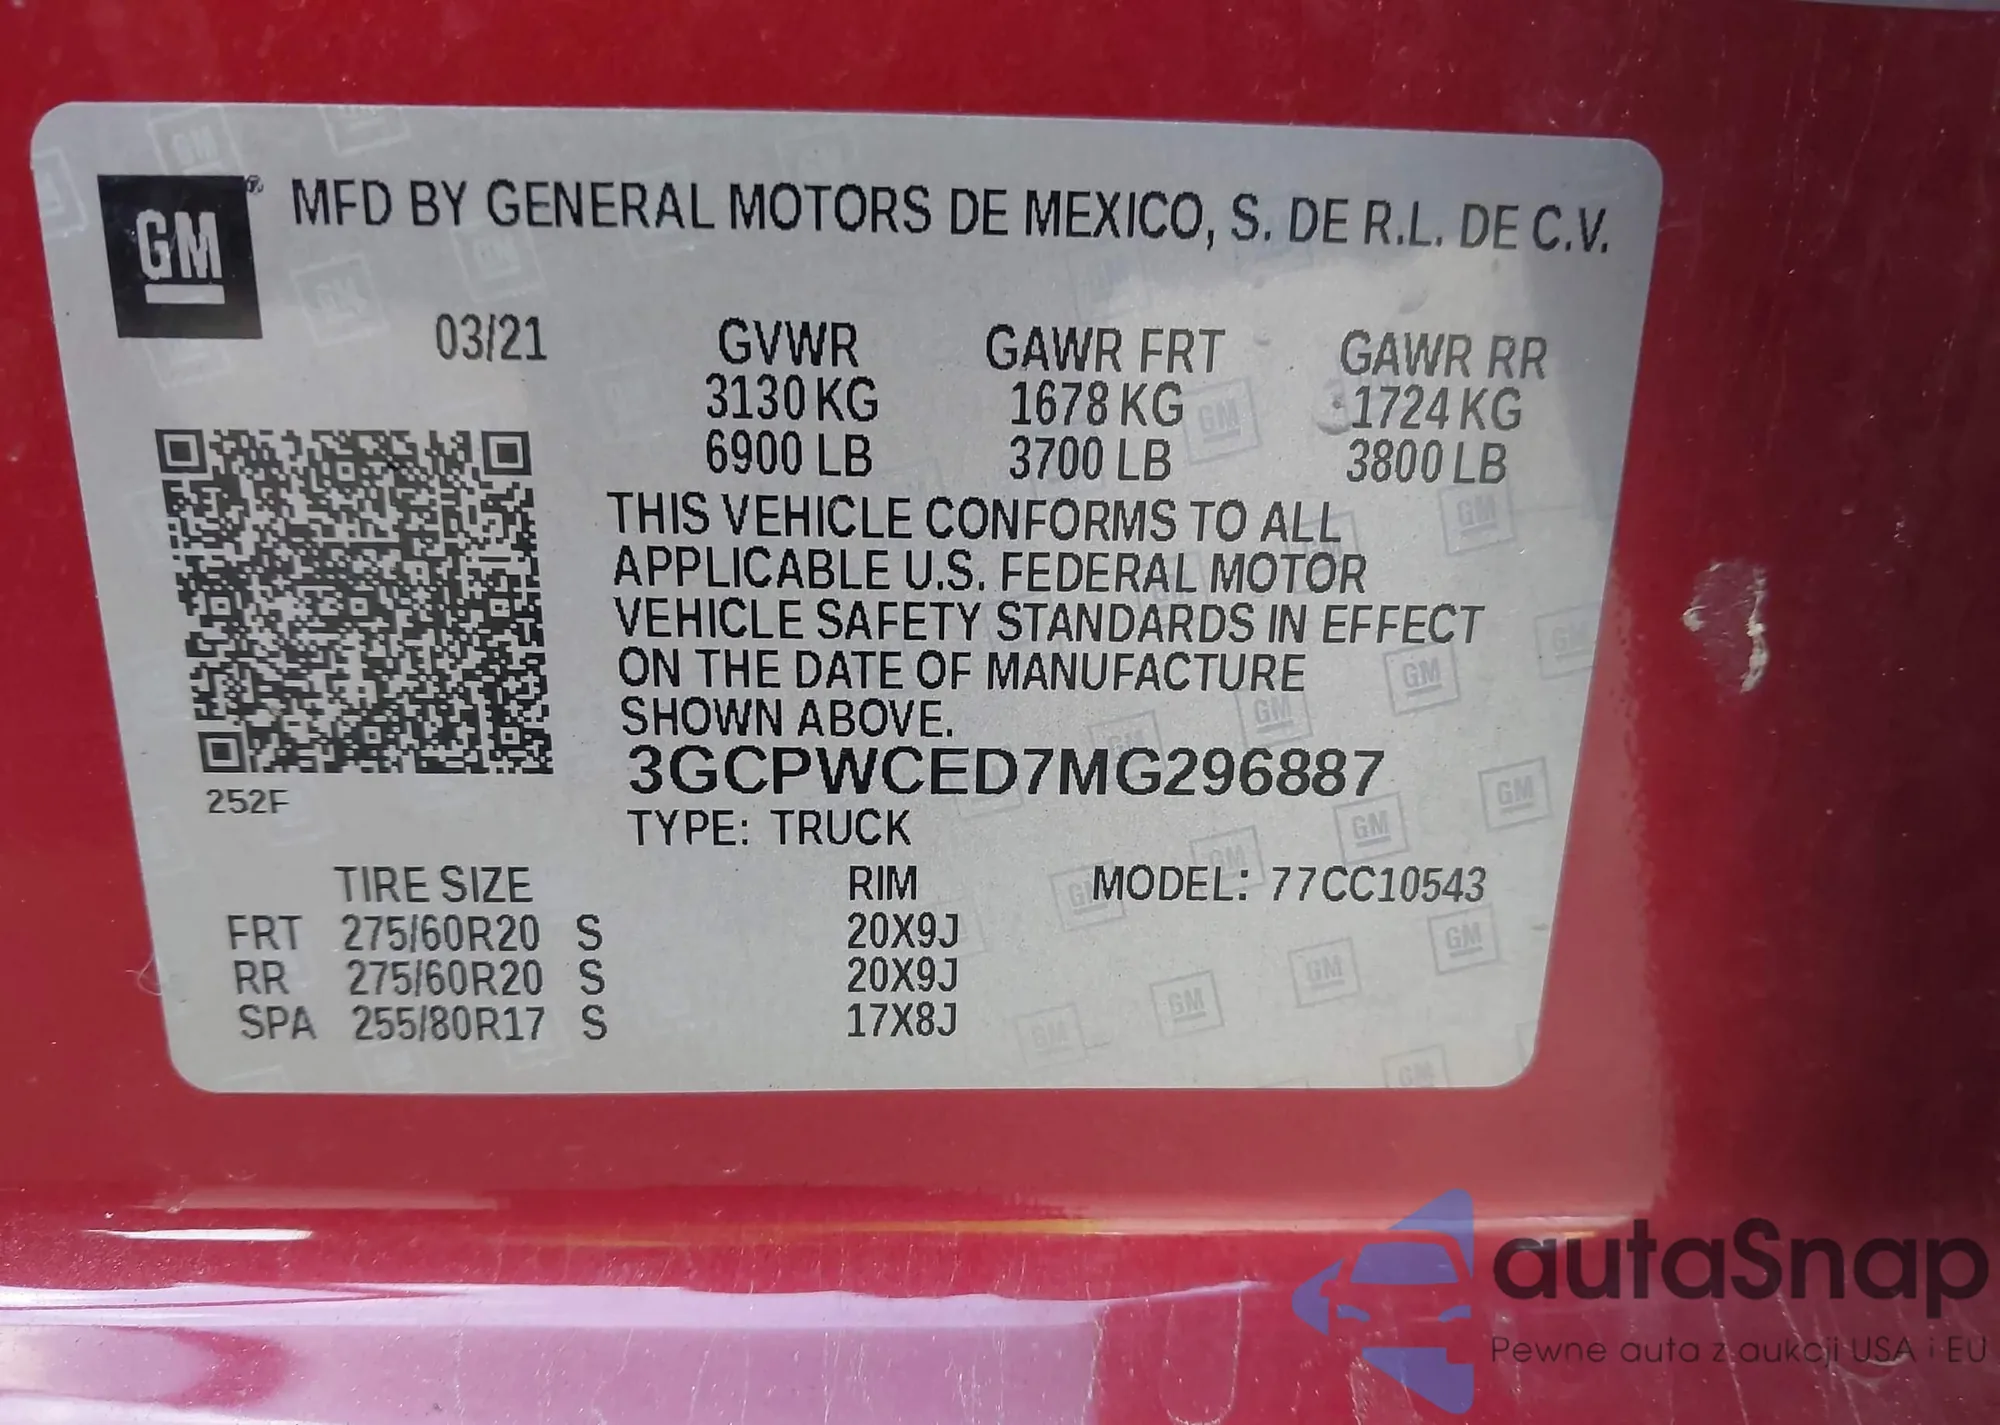 GM
MFD BY GENERAL MOTORS DE MEXICO, S. DE R.L. DE C.V.
03/21 GVWR GAWR FRT GAWR RR
3130 KG 1678 KG 1724 KG
6900 LB 3700 LB 3800 LB
THIS VEHICLE CONFORMS TO ALL
APPLICABLE U.S. FEDERAL MOTOR
VEHICLE SAFETY STANDARDS IN EFFECT
ON THE DATE OF MANUFACTURE
SHOWN ABOVE.
3GCPWCED7MG296887
252F
TYPE: TRUCK
TIRE SIZE RIM MODEL: 77CC10543
FRT 275/60R20 S 20X9J
RR 275/60R20 S 20X9J
SPA 255/80R17 S 17X8J
autaSnap
Pewne auta z aukcji USA i EU